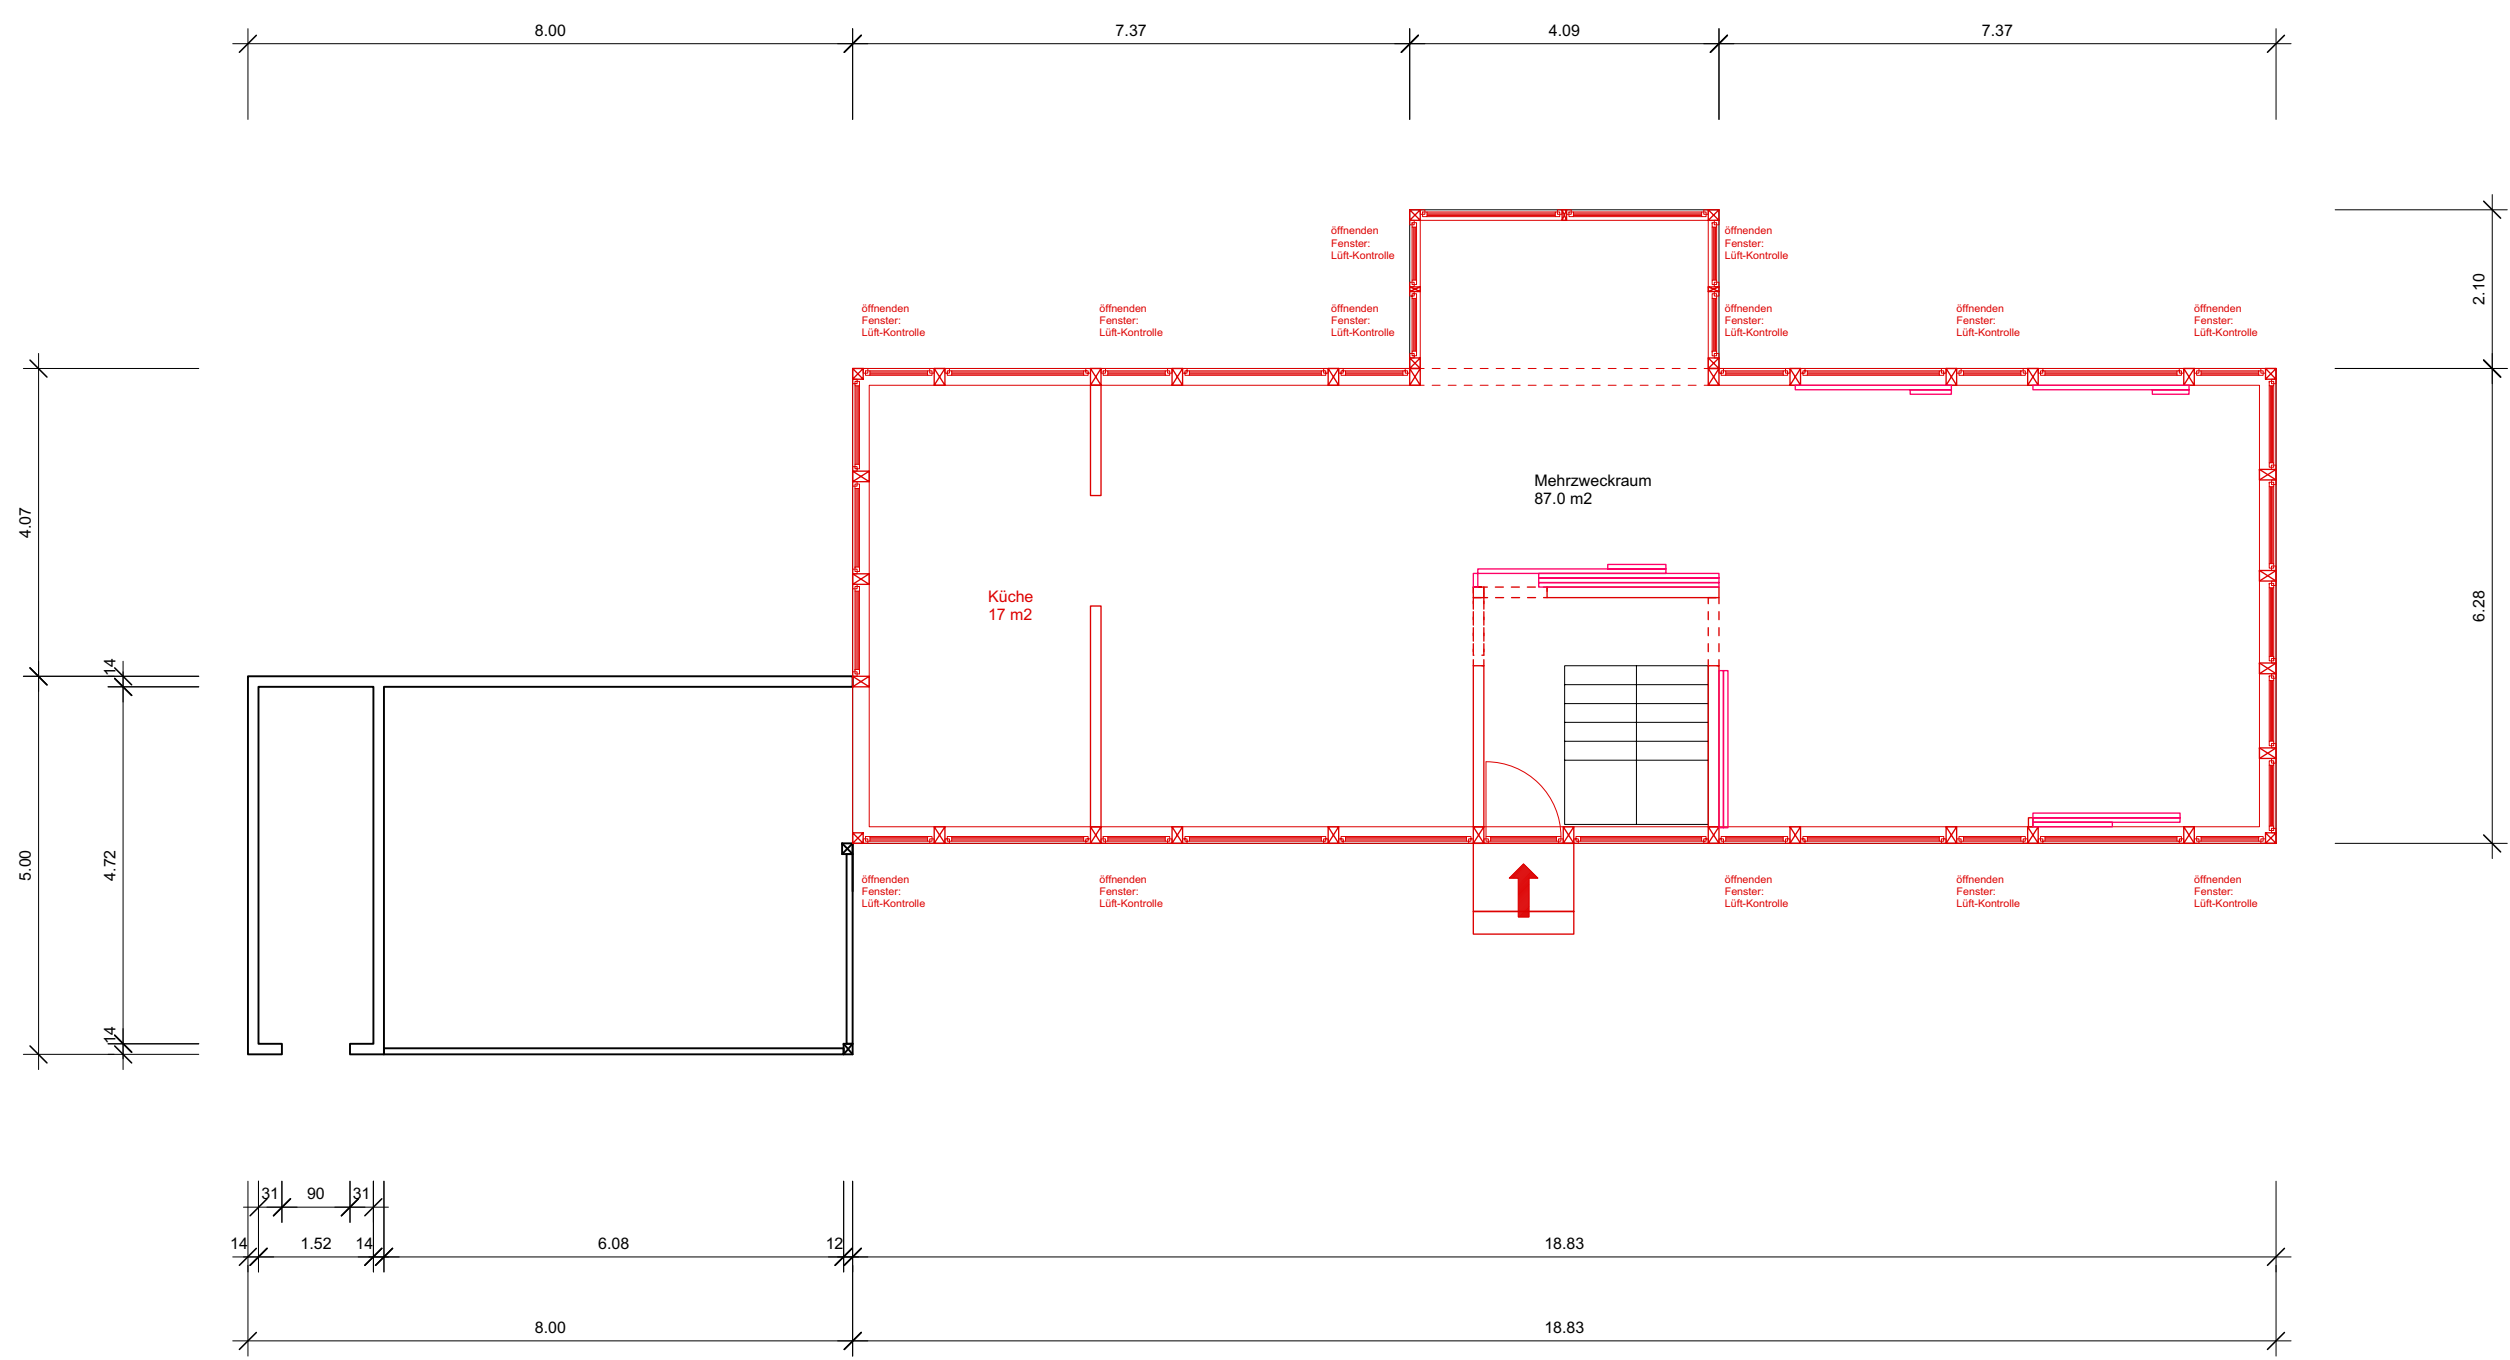 8.00
7.37
4.09
7.37
öffnenden
Fenster:
Lüft-Kontrolle
öffnenden
Fenster:
Lüft-Kontrolle
2.10
öffnenden
Fenster:
Lüft-Kontrolle
öffnenden
Fenster:
Lüft-Kontrolle
öffnenden
Fenster:
Lüft-Kontrolle
öffnenden
Fenster:
Lüft-Kontrolle
öffnenden
Fenster:
Lüft-Kontrolle
öffnenden
Fenster:
Lüft-Kontrolle
Mehrzweckraum
87.0 m2
4.07
Küche
17 m2
6.28
14
5.00
4.72
14
öffnenden
Fenster:
Lüft-Kontrolle
öffnenden
Fenster:
Lüft-Kontrolle
öffnenden
Fenster:
Lüft-Kontrolle
öffnenden
Fenster:
Lüft-Kontrolle
öffnenden
Fenster:
Lüft-Kontrolle
31 90 31
14 1.52 14 6.08 12 18.83
8.00 18.83